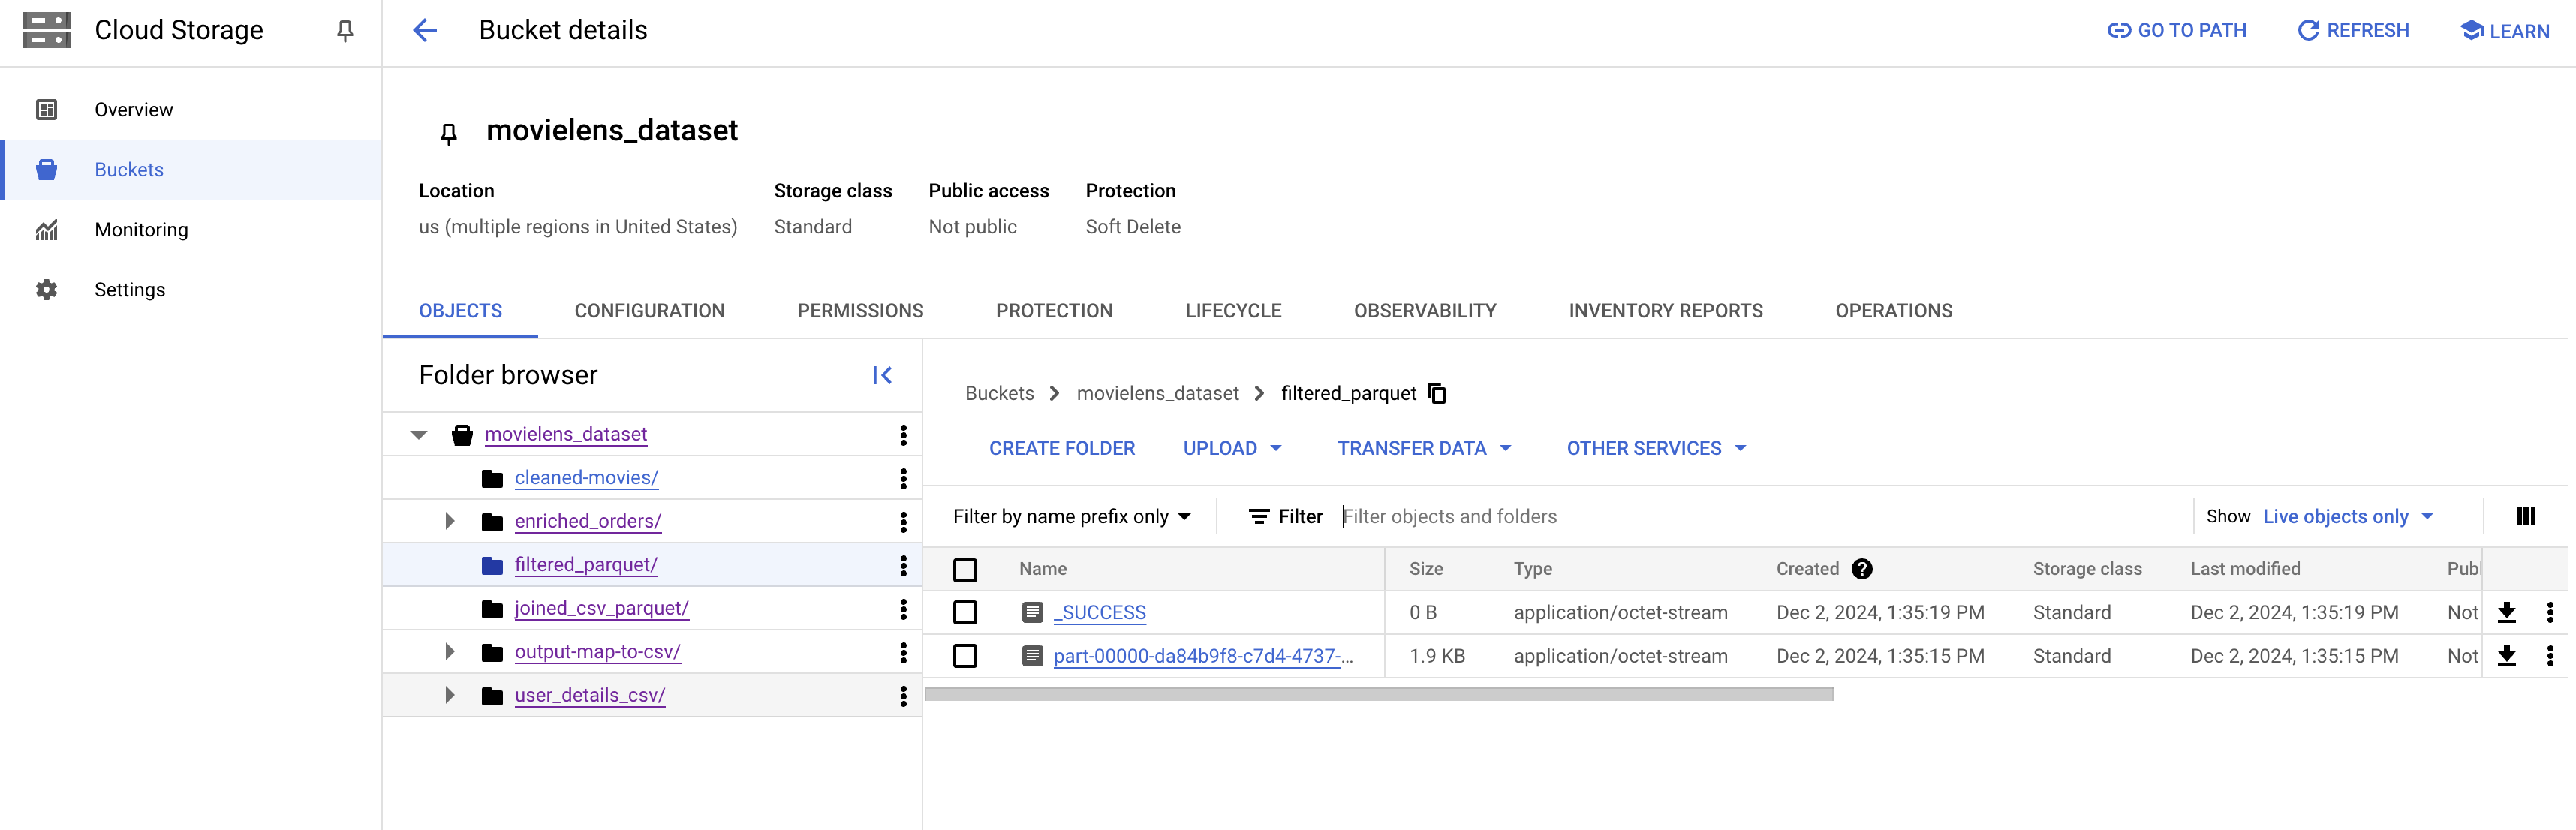 Cloud Storage
Bucket details
GO TO PATH
REFRESH
LEARN
Overview
Buckets
Monitoring
Settings
movielens_dataset
Location Storage class Public access Protection
us (multiple regions in United States) Standard Not public Soft Delete
OBJECTS CONFIGURATION PERMISSIONS PROTECTION LIFECYCLE OBSERVABILITY INVENTORY REPORTS OPERATIONS
Folder browser
movielens_dataset
cleaned-movies/
enriched_orders/
filtered_parquet/
joined_csv_parquet/
output-map-to-csv/
user_details_csv/
Buckets movielens_dataset filtered_parquet
CREATE FOLDER UPLOAD TRANSFER DATA OTHER SERVICES
Filter by name prefix only Filter Filter objects and folders Show Live objects only
Name Size Type Created Storage class Last modified Publ
_SUCCESS 0 B application/octet-stream Dec 2, 2024, 1:35:19 PM Standard Dec 2, 2024, 1:35:19 PM Not
part-00000-da84b9f8-c7d4-4737-... 1.9 KB application/octet-stream Dec 2, 2024, 1:35:15 PM Standard Dec 2, 2024, 1:35:15 PM Not